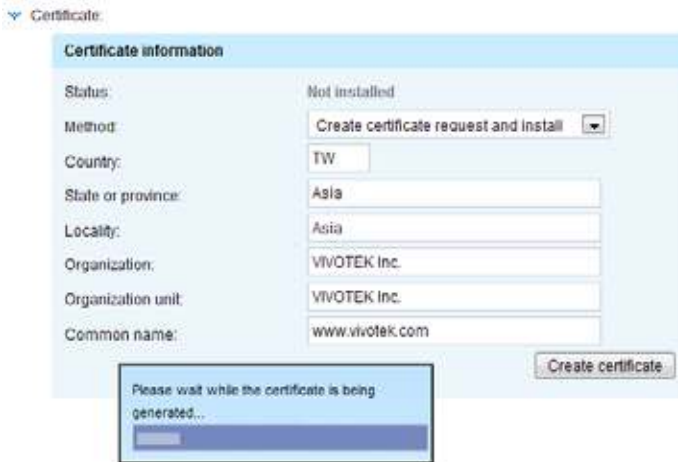 Certificate:
Certificate information
Status: Not installed
Method: Create certificate request and install
Country: TW
State or province: Asia
Locality: Asia
Organization: VIVOTEK Inc.
Organization unit: VIVOTEK Inc.
Common name: www.vivotek.com
Create certificate
Please wait while the certificate is being
generated...